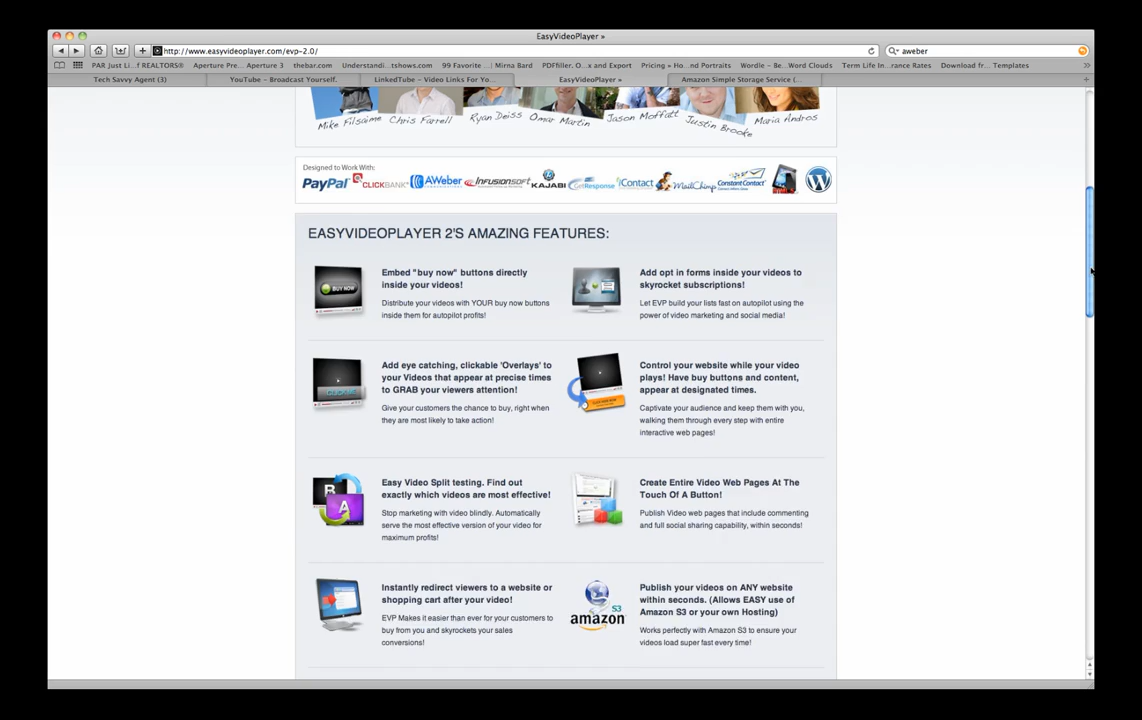 EasyVideoPlayer »
http://www.easyvideoplayer.com/evp-2.0/
aweber
PAR Just Li...f REALTORS®
Aperture Pre... Aperture 3
thebar.com
Understandi...tshows.com
99 Favorite ...| Mirna Bard
PDFfiller. O...x and Export
Pricing » Ho...nd Portraits
Wordle – Be...Word Clouds
Term Life In...rance Rates
Download fr... Templates
Tech Savvy Agent (3)
YouTube – Broadcast Yourself.
LinkedTube – Video Links For Yo...
EasyVideoPlayer »
Amazon Simple Storage Service (...
Mike Filsaime
Chris Farrell
Ryan Deiss
Omar Martin
Jason Moffatt
Justin Brooke
Maria Andros
Designed to Work With:
PayPal
CLICKBANK
AWeber
INFUSIONSOFT
KAJABI
GetResponse
iContact
MailChimp
Constant Contact
EASYVIDEOPLAYER 2'S AMAZING FEATURES:
Embed "buy now" buttons directly
inside your videos!
Distribute your videos with YOUR buy now buttons
inside them for autopilot profits!
BUY NOW
Add opt in forms inside your videos to
skyrocket subscriptions!
Let EVP build your lists fast on autopilot using the
power of video marketing and social media!
Add eye catching, clickable 'Overlays' to
your Videos that appear at precise times
to GRAB your viewers attention!
Give your customers the chance to buy, right when
they are most likely to take action!
Control your website while your video
plays! Have buy buttons and content,
appear at designated times.
Captivate your audience and keep them with you,
walking them through every step with entire
interactive web pages!
B
A
Easy Video Split testing. Find out
exactly which videos are most effective!
Stop marketing with video blindly. Automatically
serve the most effective version of your video for
maximum profits!
Create Entire Video Web Pages At The
Touch Of A Button!
Publish Video web pages that include commenting
and full social sharing capability, within seconds!
Instantly redirect viewers to a website or
shopping cart after your video!
EVP Makes it easier than ever for your customers to
buy from you and skyrockets your sales
conversions!
S3
amazon
Publish your videos on ANY website
within seconds. (Allows EASY use of
Amazon S3 or your own Hosting)
Works perfectly with Amazon S3 to ensure your
videos load super fast every time!